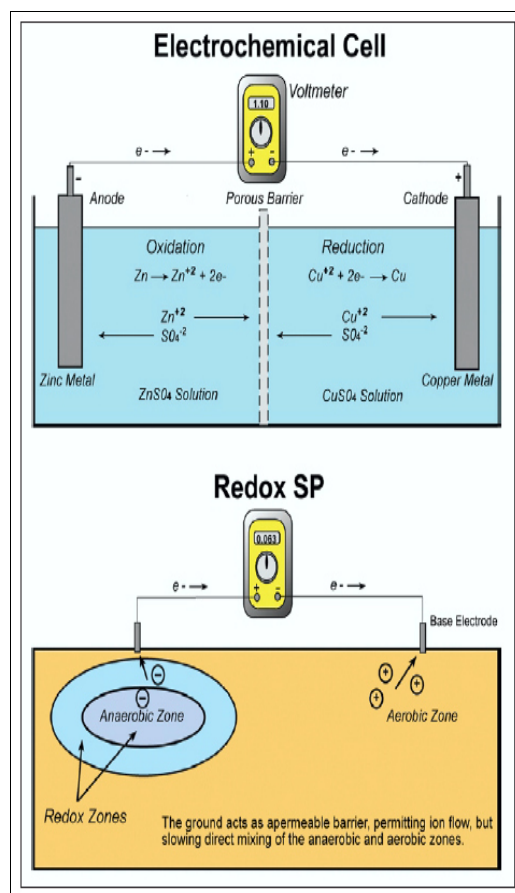 Electrochemical Cell
Voltmeter
1.10
+ -
e - →
e - →
-
+
Anode
Porous Barrier
Cathode
Oxidation
Reduction
Zn → Zn+2 + 2e-
Cu+2 + 2e- → Cu
Zn+2
SO4-2
Cu+2
SO4-2
Zinc Metal
Copper Metal
ZnSO4 Solution
CuSO4 Solution
Redox SP
0.063
+ -
e - →
e - →
Base Electrode
-
-
+
+
+
Anaerobic Zone
Aerobic Zone
Redox Zones
The ground acts as apermeable barrier, permitting ion flow, but
slowing direct mixing of the anaerobic and aerobic zones.